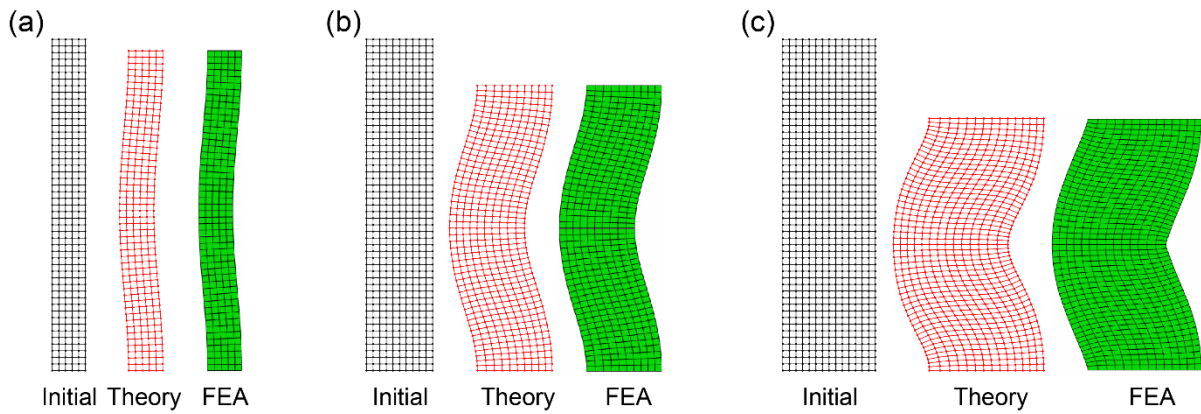 (a) (b) (c)
Initial Theory FEA Initial Theory FEA Initial Theory FEA